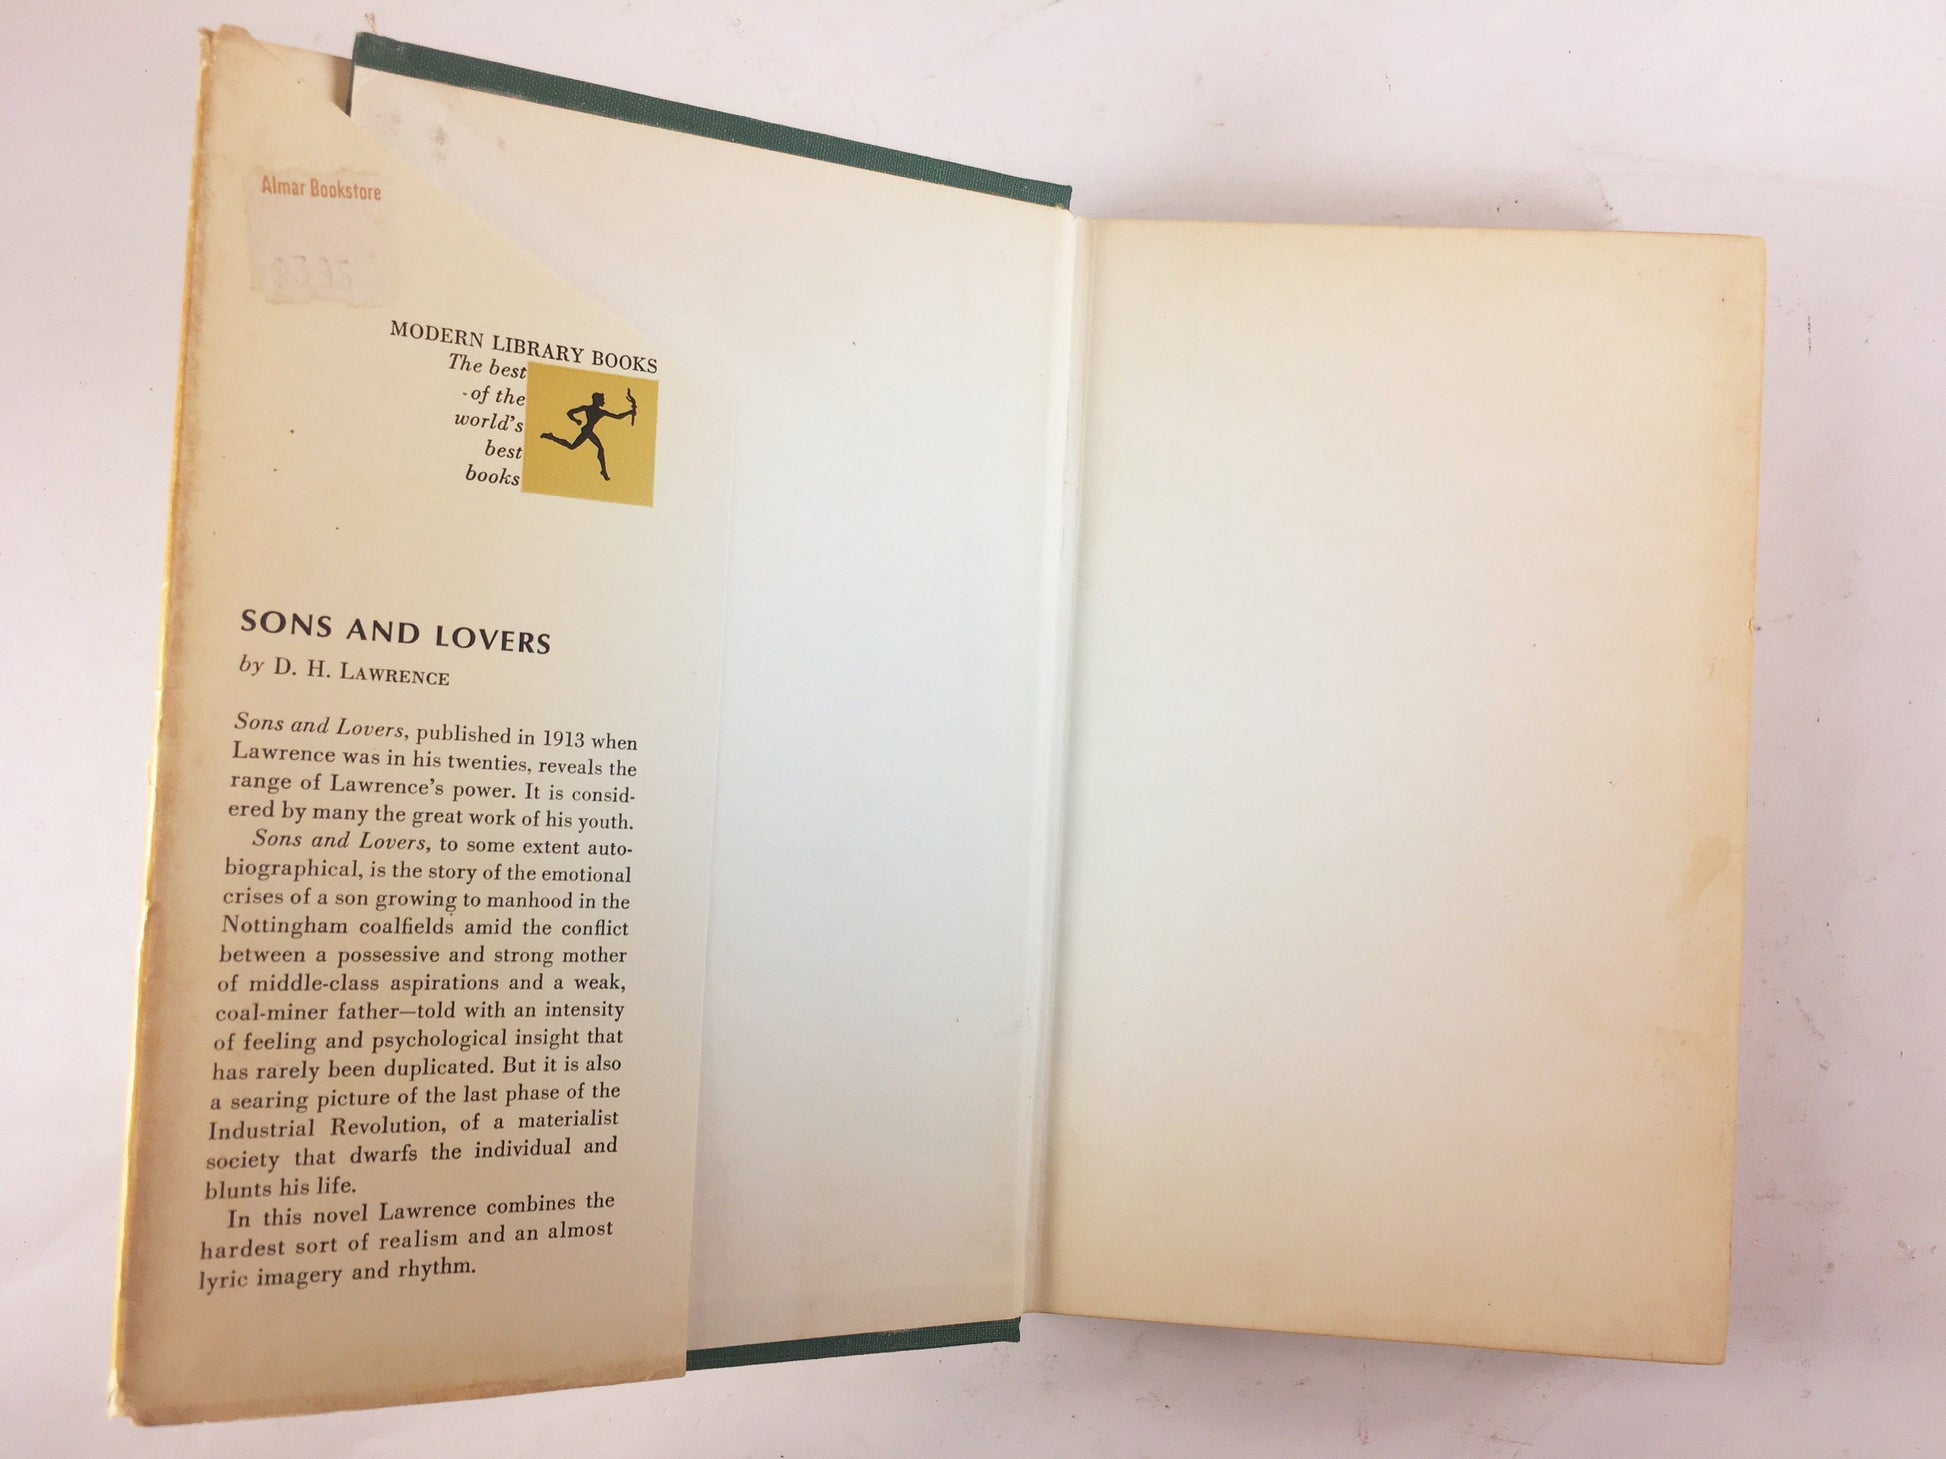 Almar Bookstore
MODERN LIBRARY BOOKS
The best
of the
world's
best
books
SONS AND LOVERS
by D. H. LAWRENCE
Sons and Lovers, published in 1913 when
Lawrence was in his twenties, reveals the
range of Lawrence's power. It is consid-
ered by many the great work of his youth.
Sons and Lovers, to some extent auto-
biographical, is the story of the emotional
crises of a son growing to manhood in the
Nottingham coalfields amid the conflict
between a possessive and strong mother
of middle-class aspirations and a weak,
coal-miner father—told with an intensity
of feeling and psychological insight that
has rarely been duplicated. But it is also
a searing picture of the last phase of the
Industrial Revolution, of a materialist
society that dwarfs the individual and
blunts his life.
In this novel Lawrence combines the
hardest sort of realism and an almost
lyric imagery and rhythm.